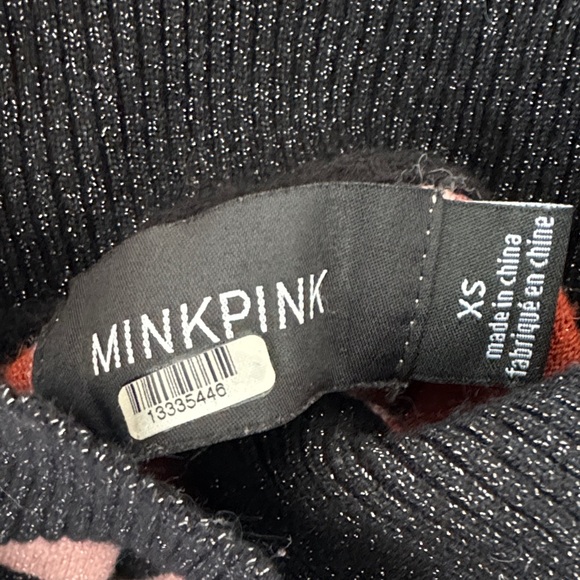 MINKPINK
13335446
XS
made in china
fabriqué en chine